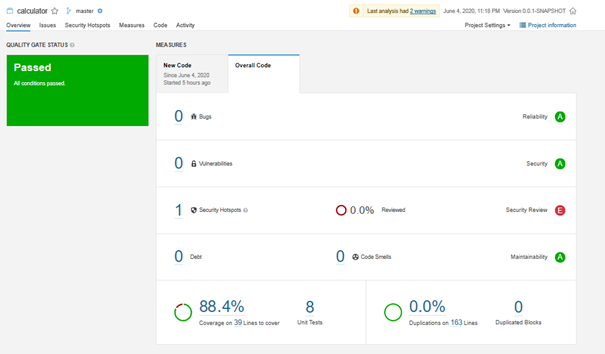 calculator master Last analysis had 2 warnings June 4, 2020, 11:16 PM Version 0.0.1-SNAPSHOT
Overview Issues Security Hotspots Measures Code Activity Project Settings Project information
QUALITY GATE STATUS
Passed
All conditions passed.
MEASURES
New Code
Since June 4, 2020
Started 5 hours ago
Overall Code
0 Bugs Reliability A
0 Vulnerabilities Security A
1 Security Hotspots 0.0% Reviewed Security Review E
0 Debt 0 Code Smells Maintainability A
88.4%
Coverage on 39 Lines to cover
8
Unit Tests
0.0%
Duplications on 163 Lines
0
Duplicated Blocks